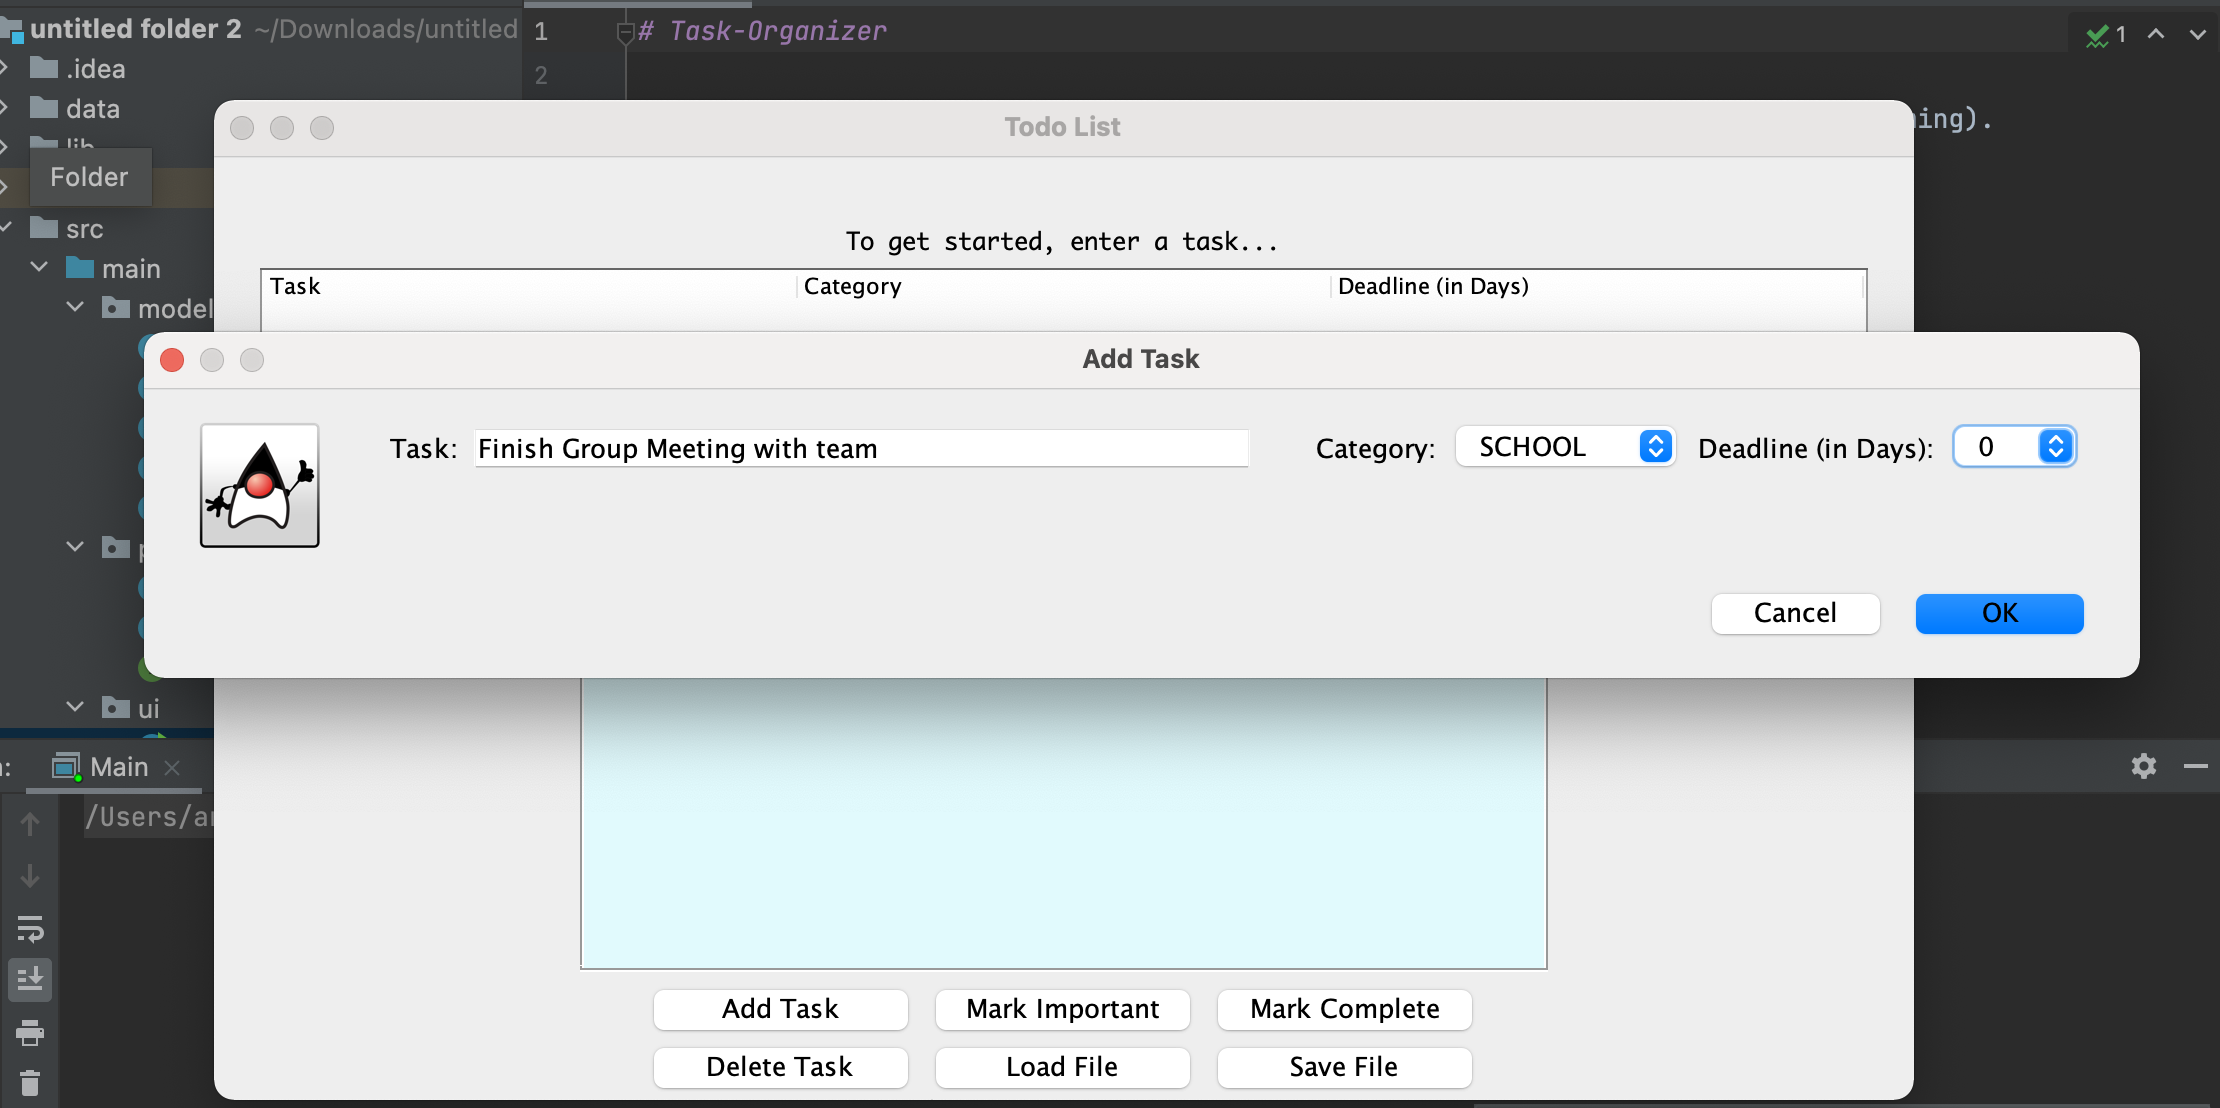 untitled folder 2 ~/Downloads/untitled
.idea
data
lib
Folder
src
main
model
ui
1 # Task-Organizer
2
1
ing).
Todo List
To get started, enter a task...
Task Category Deadline (in Days)
Add Task
Task: Finish Group Meeting with team Category: SCHOOL Deadline (in Days): 0
Cancel OK
Main
/Users/a
Add Task Mark Important Mark Complete
Delete Task Load File Save File